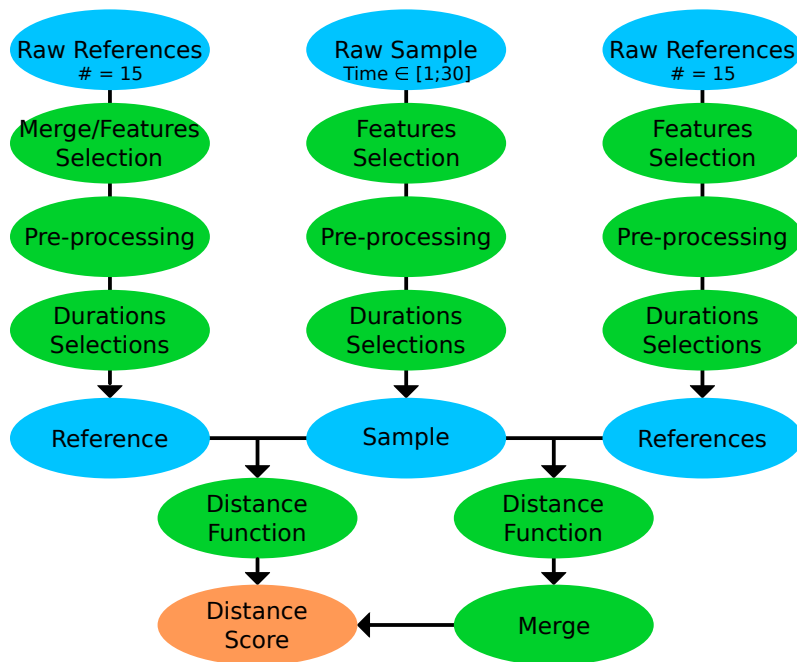 Raw References
# = 15
Raw Sample
Time ∈ [1;30]
Raw References
# = 15
Merge/Features
Selection
Features
Selection
Features
Selection
Pre-processing
Pre-processing
Pre-processing
Durations
Selections
Durations
Selections
Durations
Selections
Reference
Sample
References
Distance
Function
Distance
Function
Distance
Score
Merge